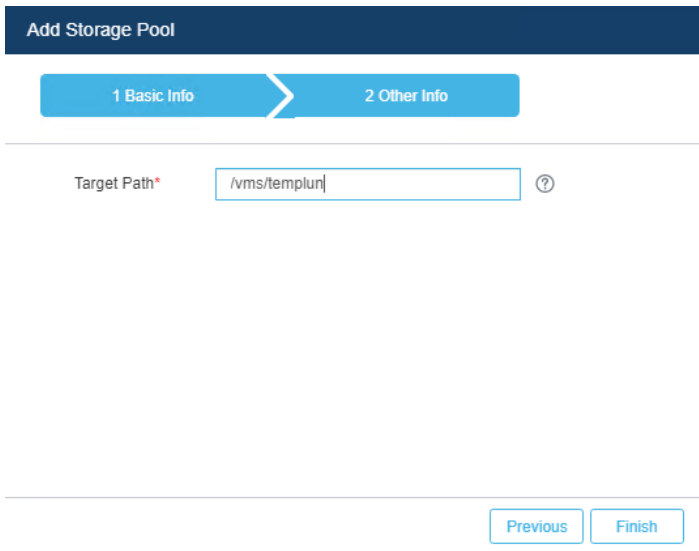 Add Storage Pool
1 Basic Info
2 Other Info
Target Path*
/vms/templun
?
Previous
Finish